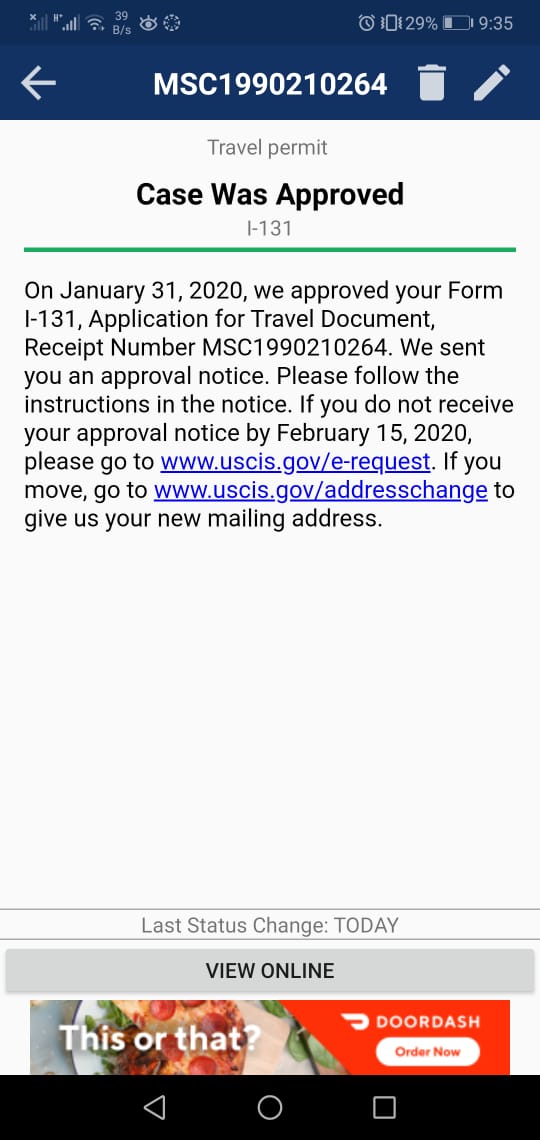 39
B/s
29%
9:35
MSC1990210264
Travel permit
Case Was Approved
I-131
On January 31, 2020, we approved your Form
I-131, Application for Travel Document,
Receipt Number MSC1990210264. We sent
you an approval notice. Please follow the
instructions in the notice. If you do not receive
your approval notice by February 15, 2020,
please go to www.uscis.gov/e-request. If you
move, go to www.uscis.gov/addresschange to
give us your new mailing address.
Last Status Change: TODAY
VIEW ONLINE
This or that?
DOORDASH
Order Now